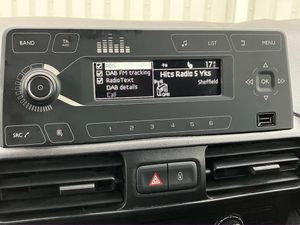 BAND
TA
LIST
MENU
DAB FM tracking
RadioText
DAB details
Call
17
Hits Radio S Yks
Sheffield
OK
SRC
1 2 3 4 5 6